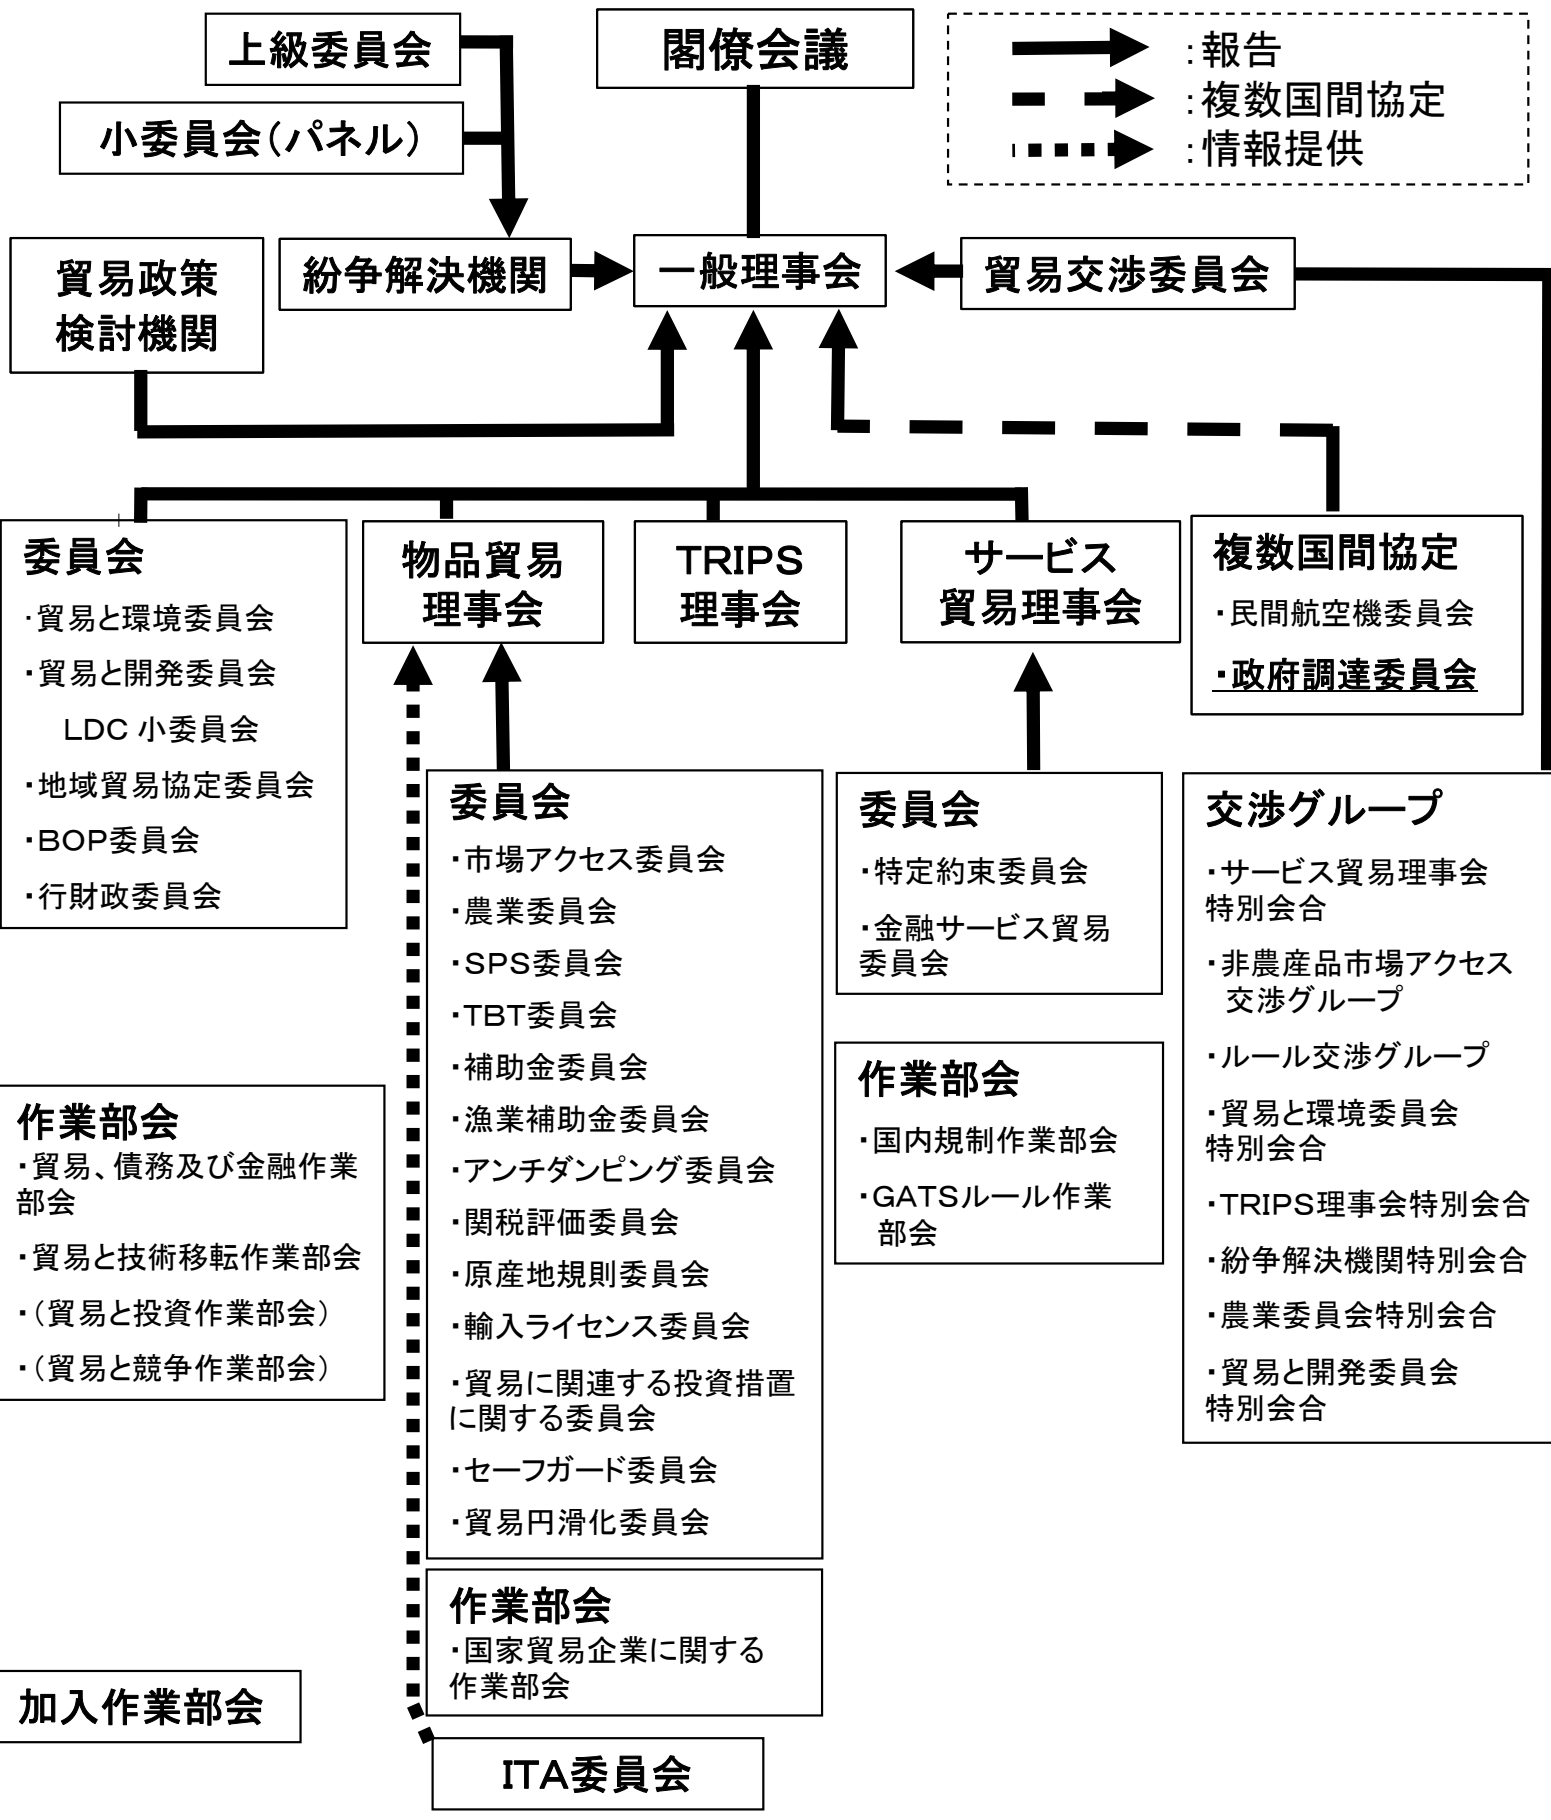 上級委員会
小委員会（パネル）
閣僚会議
：報告
：複数国間協定
：情報提供
貿易政策
検討機関
紛争解決機関
一般理事会
貿易交渉委員会
委員会
・貿易と環境委員会
・貿易と開発委員会
LDC 小委員会
・地域貿易協定委員会
・BOP委員会
・行財政委員会
物品貿易
理事会
TRIPS
理事会
サービス
貿易理事会
複数国間協定
・民間航空機委員会
・政府調達委員会
委員会
・市場アクセス委員会
・農業委員会
・SPS委員会
・TBT委員会
・補助金委員会
・漁業補助金委員会
・アンチダンピング委員会
・関税評価委員会
・原産地規則委員会
・輸入ライセンス委員会
・貿易に関連する投資措置
に関する委員会
・セーフガード委員会
・貿易円滑化委員会
委員会
・特定約束委員会
・金融サービス貿易
委員会
作業部会
・国内規制作業部会
・GATSルール作業
部会
交渉グループ
・サービス貿易理事会
特別会合
・非農産品市場アクセス
交渉グループ
・ルール交渉グループ
・貿易と環境委員会
特別会合
・TRIPS理事会特別会合
・紛争解決機関特別会合
・農業委員会特別会合
・貿易と開発委員会
特別会合
作業部会
・貿易、債務及び金融作業
部会
・貿易と技術移転作業部会
・（貿易と投資作業部会）
・（貿易と競争作業部会）
作業部会
・国家貿易企業に関する
作業部会
加入作業部会
ITA委員会